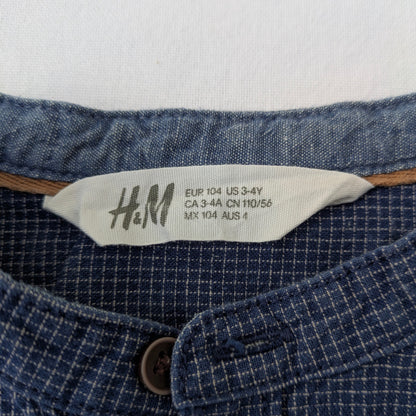 H&M
EUR 104 US 3-4Y
CA 3-4A CN 110/56
MX 104 AUS 4